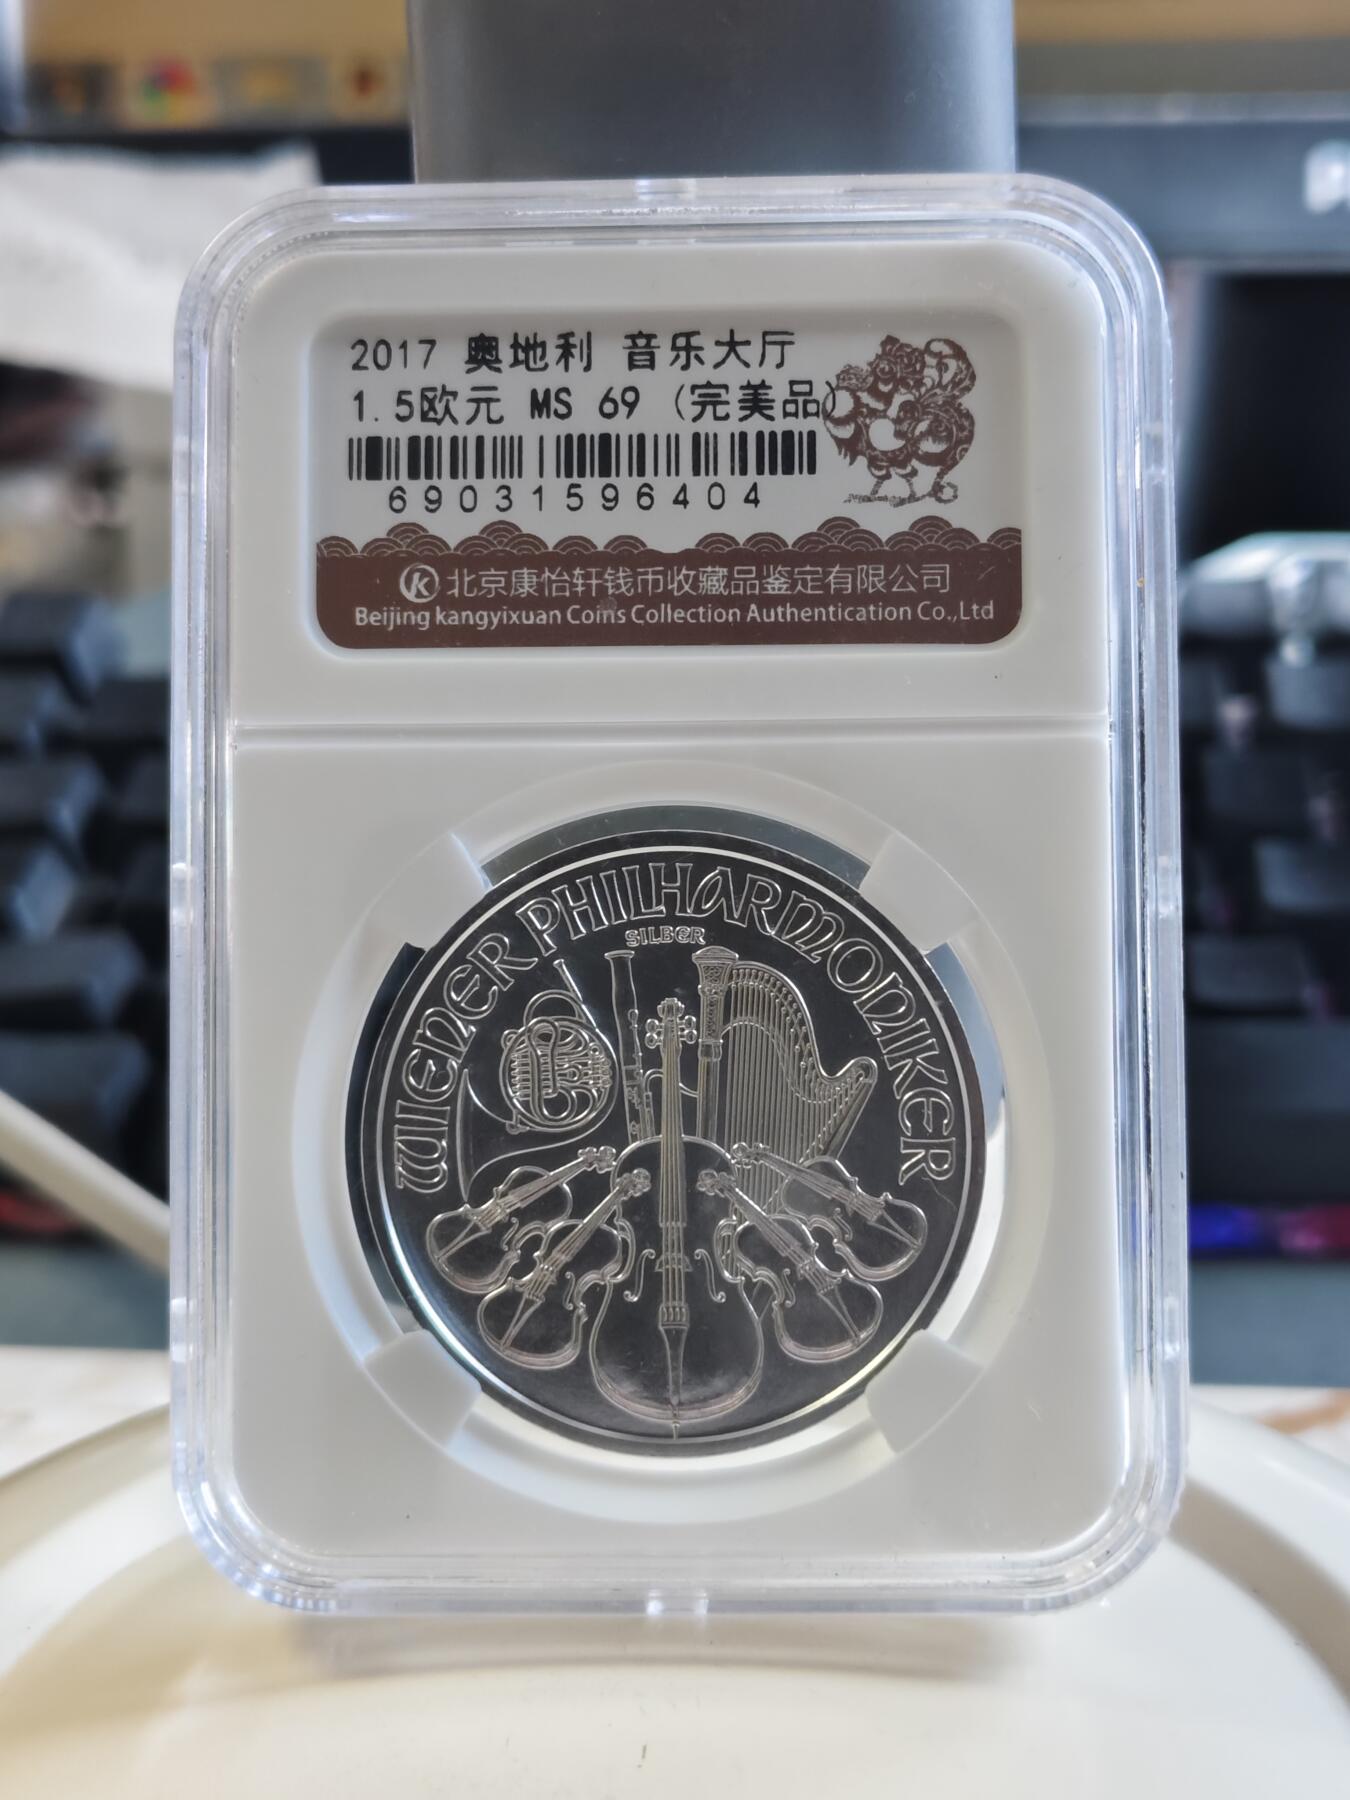 2017 奥地利 音乐大厅
1.5欧元 MS 69 (完美品)
69031596404
K 北京康怡轩钱币收藏品鉴定有限公司
Beijing kangyixuan Coins Collection Authentication Co.,Ltd
WIENER PHILHARMONIKER
SILBER